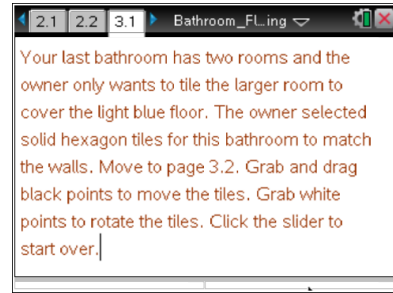 2.1 2.2 3.1 Bathroom_Fl…ing
Your last bathroom has two rooms and the
owner only wants to tile the larger room to
cover the light blue floor. The owner selected
solid hexagon tiles for this bathroom to match
the walls. Move to page 3.2. Grab and drag
black points to move the tiles. Grab white
points to rotate the tiles. Click the slider to
start over.